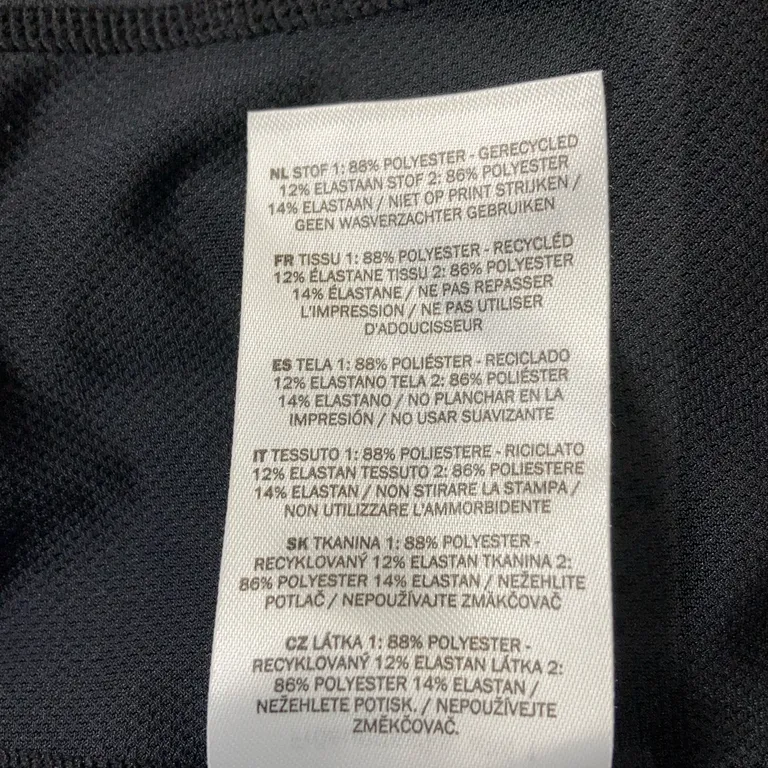 NL STOF 1: 88% POLYESTER - GERECYCLED
12% ELASTAAN STOF 2: 86% POLYESTER
14% ELASTAAN / NIET OP PRINT STRIJKEN /
GEEN WASVERZACHTER GEBRUIKEN
FR TISSU 1: 88% POLYESTER - RECYCLÉD
12% ÉLASTANE TISSU 2: 86% POLYESTER
14% ÉLASTANE / NE PAS REPASSER
L'IMPRESSION / NE PAS UTILISER
D'ADOUCISSEUR
ES TELA 1: 88% POLIÉSTER - RECICLADO
12% ELASTANO TELA 2: 86% POLIÉSTER
14% ELASTANO / NO PLANCHAR EN LA
IMPRESIÓN / NO USAR SUAVIZANTE
IT TESSUTO 1: 88% POLIESTERE - RICICLATO
12% ELASTAN TESSUTO 2: 86% POLIESTERE
14% ELASTAN / NON STIRARE LA STAMPA /
NON UTILIZZARE L'AMMORBIDENTE
SK TKANINA 1: 88% POLYESTER -
RECYKLOVANÝ 12% ELASTAN TKANINA 2:
86% POLYESTER 14% ELASTAN / NEŽEHLITE
POTLAČ / NEPOUŽÍVAJTE ZMÄKČOVAČ
CZ LÁTKA 1: 88% POLYESTER -
RECYKLOVANÝ 12% ELASTAN LÁTKA 2:
86% POLYESTER 14% ELASTAN /
NEŽEHLETE POTISK. / NEPOUŽÍVEJTE
ZMĚKČOVAČ.